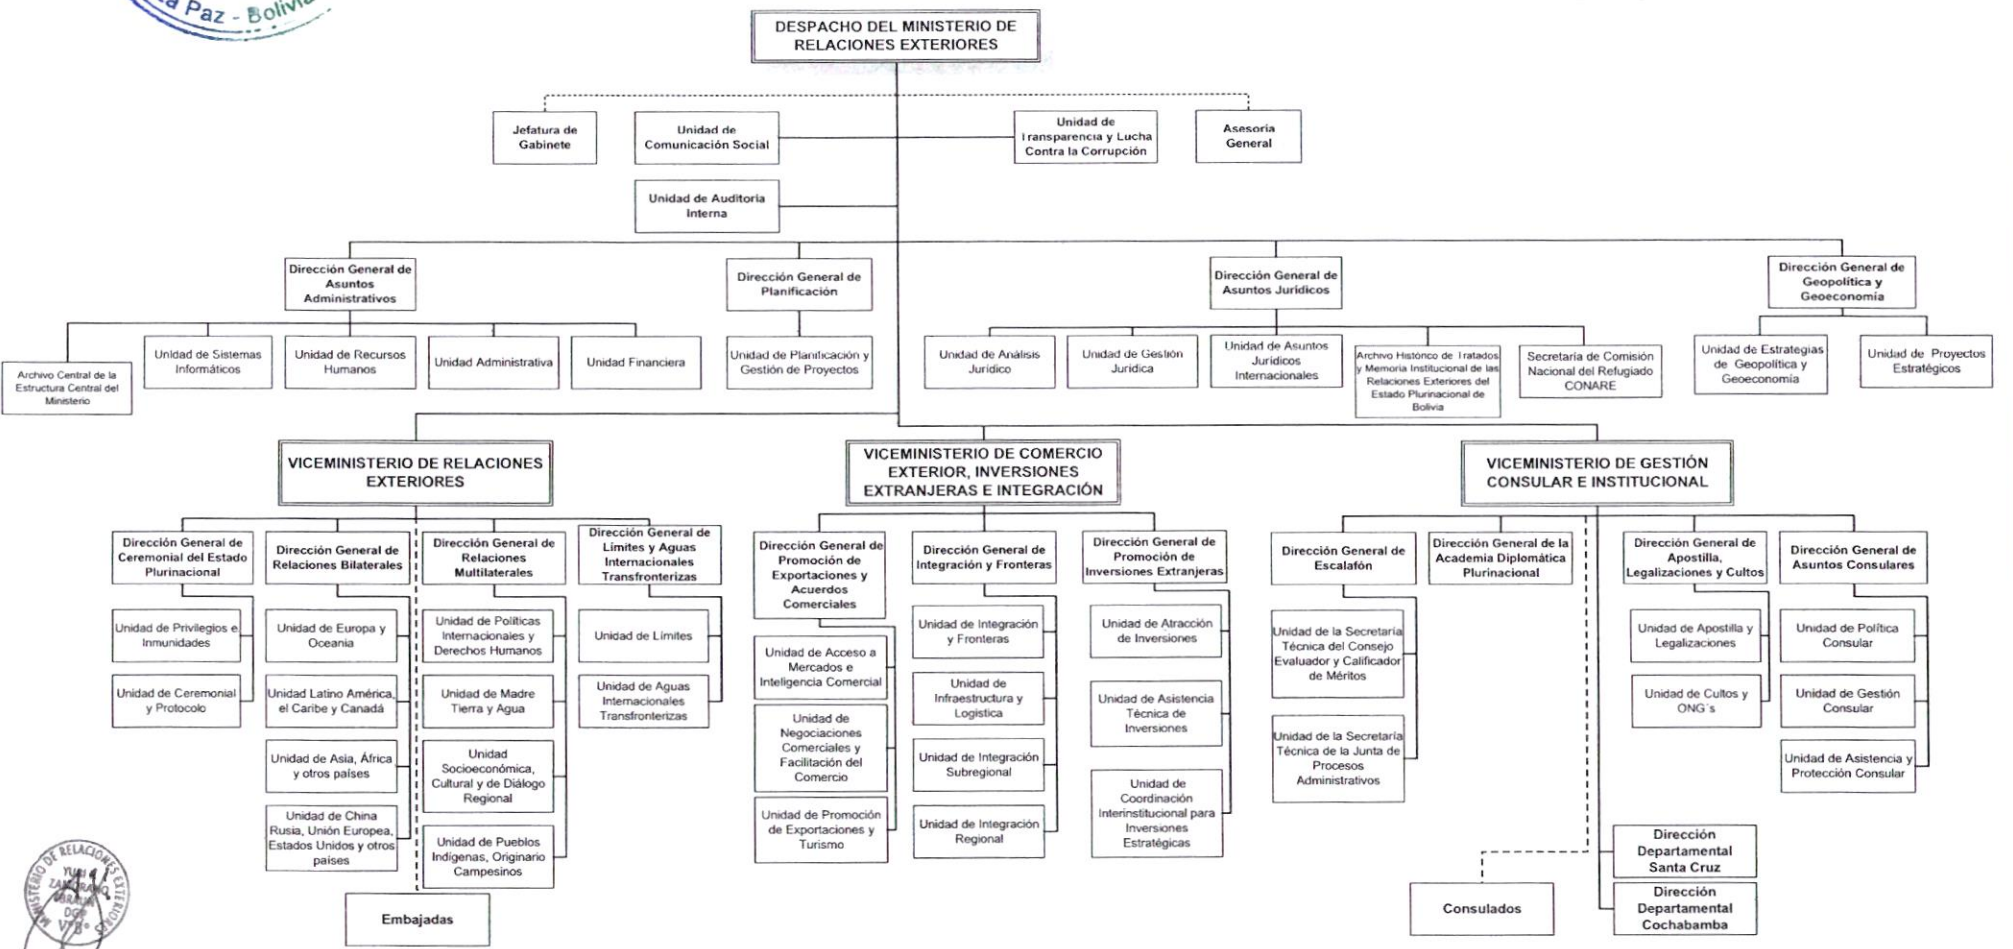 La Paz - Bolivia
DESPACHO DEL MINISTERIO DE
RELACIONES EXTERIORES
Jefatura de
Gabinete
Unidad de
Comunicación Social
Unidad de
Transparencia y Lucha
Contra la Corrupción
Asesoría
General
Unidad de Auditoría
Interna
Dirección General de
Asuntos
Administrativos
Dirección General de
Planificación
Dirección General de
Asuntos Jurídicos
Dirección General de
Geopolítica y
Geoeconomía
Archivo Central de la
Estructura Central del
Ministerio
Unidad de Sistemas
Informáticos
Unidad de Recursos
Humanos
Unidad Administrativa
Unidad Financiera
Unidad de Planificación y
Gestión de Proyectos
Unidad de Análisis
Jurídico
Unidad de Gestión
Jurídica
Unidad de Asuntos
Jurídicos
Internacionales
Archivo Histórico de Tratados
y Memoria Institucional de las
Relaciones Exteriores del
Estado Plurinacional de
Bolivia
Secretaría de Comisión
Nacional del Refugiado
CONARE
Unidad de Estrategias
de Geopolítica y
Geoeconomía
Unidad de Proyectos
Estratégicos
VICEMINISTERIO DE RELACIONES
EXTERIORES
VICEMINISTERIO DE COMERCIO
EXTERIOR, INVERSIONES
EXTRANJERAS E INTEGRACIÓN
VICEMINISTERIO DE GESTIÓN
CONSULAR E INSTITUCIONAL
Dirección General de
Ceremonial del Estado
Plurinacional
Unidad de Privilegios e
Inmunidades
Unidad de Ceremonial
y Protocolo
Dirección General de
Relaciones Bilaterales
Unidad de Europa y
Oceania
Unidad Latino América,
el Caribe y Canadá
Unidad de Asia, África
y otros países
Unidad de China
Rusia, Unión Europea,
Estados Unidos y otros
países
Dirección General de
Relaciones
Multilaterales
Unidad de Políticas
Internacionales y
Derechos Humanos
Unidad de Madre
Tierra y Agua
Unidad
Socioeconómica,
Cultural y de Diálogo
Regional
Unidad de Pueblos
Indígenas, Originario
Campesinos
Dirección General de
Limites y Aguas
Internacionales
Transfronterizas
Unidad de Límites
Unidad de Aguas
Internacionales
Transfronterizas
Embajadas
Dirección General de
Promoción de
Exportaciones y
Acuerdos
Comerciales
Unidad de Acceso a
Mercados e
Inteligencia Comercial
Unidad de
Negociaciones
Comerciales y
Facilitación del
Comercio
Unidad de Promoción
de Exportaciones y
Turismo
Dirección General de
Integración y Fronteras
Unidad de Integración
y Fronteras
Unidad de
Infraestructura y
Logística
Unidad de Integración
Subregional
Unidad de Integración
Regional
Dirección General de
Promoción de
Inversiones Extranjeras
Unidad de Atracción
de Inversiones
Unidad de Asistencia
Técnica de
Inversiones
Unidad de
Coordinación
Interinstitucional para
Inversiones
Estratégicas
Dirección General de
Escalafón
Unidad de la Secretaría
Técnica del Consejo
Evaluador y Calificador
de Méritos
Unidad de la Secretaría
Técnica de la Junta de
Procesos
Administrativos
Dirección General de la
Academia Diplomática
Plurinacional
Dirección General de
Apostilla,
Legalizaciones y Cultos
Unidad de Apostilla y
Legalizaciones
Unidad de Cultos y
ONG´s
Dirección General de
Asuntos Consulares
Unidad de Política
Consular
Unidad de Gestión
Consular
Unidad de Asistencia y
Protección Consular
Dirección
Departamental
Santa Cruz
Consulados
Dirección
Departamental
Cochabamba
MINISTERIO DE RELACIONES EXTERIORES
ZAMORANO
DGP
VºBº